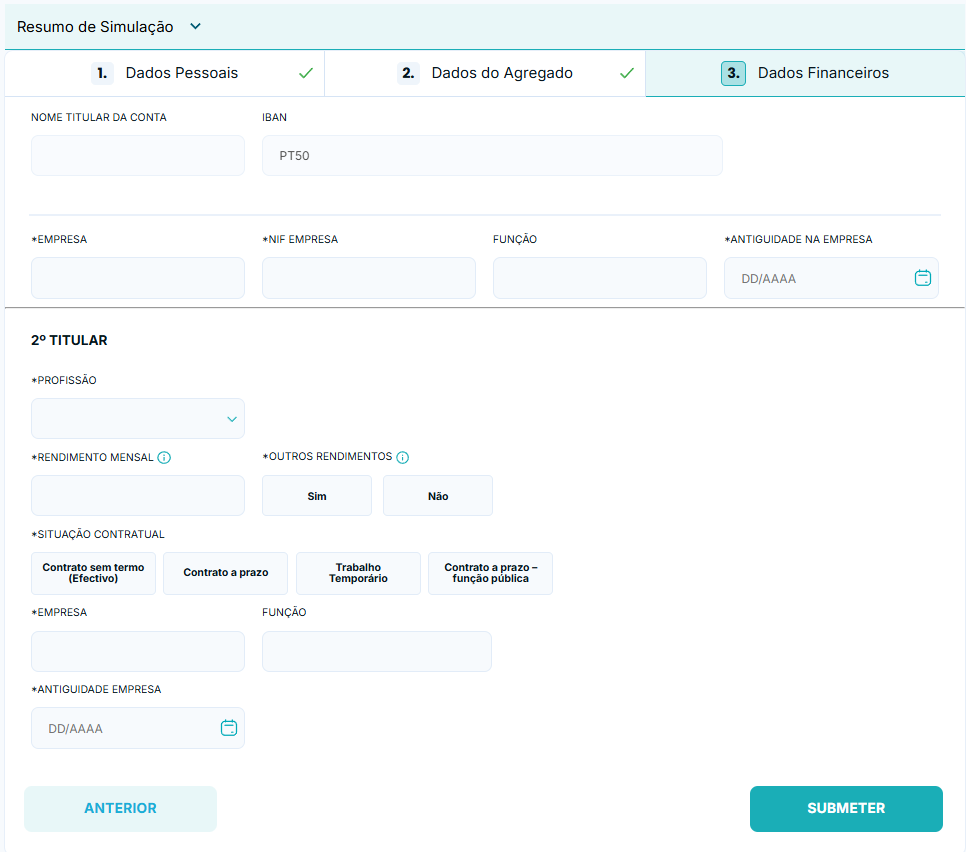 Resumo de Simulação
1. Dados Pessoais
2. Dados do Agregado
3. Dados Financeiros
NOME TITULAR DA CONTA
IBAN
PT50
*EMPRESA
*NIF EMPRESA
FUNÇÃO
*ANTIGUIDADE NA EMPRESA
DD/AAAA
2º TITULAR
*PROFISSÃO
*RENDIMENTO MENSAL
*OUTROS RENDIMENTOS
Sim
Não
*SITUAÇÃO CONTRATUAL
Contrato sem termo
(Efectivo)
Contrato a prazo
Trabalho
Temporário
Contrato a prazo –
função pública
*EMPRESA
FUNÇÃO
*ANTIGUIDADE EMPRESA
DD/AAAA
ANTERIOR
SUBMETER